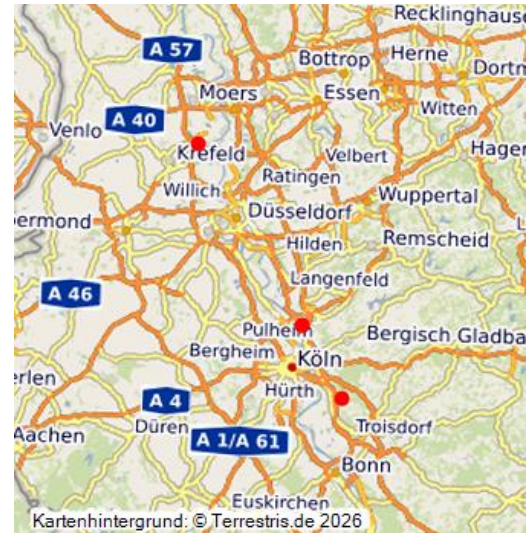 Recklinghause
A 57
Bottrop
Herne
Dortm
Moers
Essen
A 40
Witten
Venlo
Krefeld
Velbert
Hagen
Willich
Ratingen
Wuppertal
ermond
Düsseldorf
Hilden
Remscheid
A 46
Langenfeld
Pulheim
Bergisch Gladba
Bergheim
Köln
erlen
Hürth
A 4
Troisdorf
Aachen
Düren
A 1/A 61
Bonn
Euskirchen
Kartenhintergrund: © Terrestris.de 2026